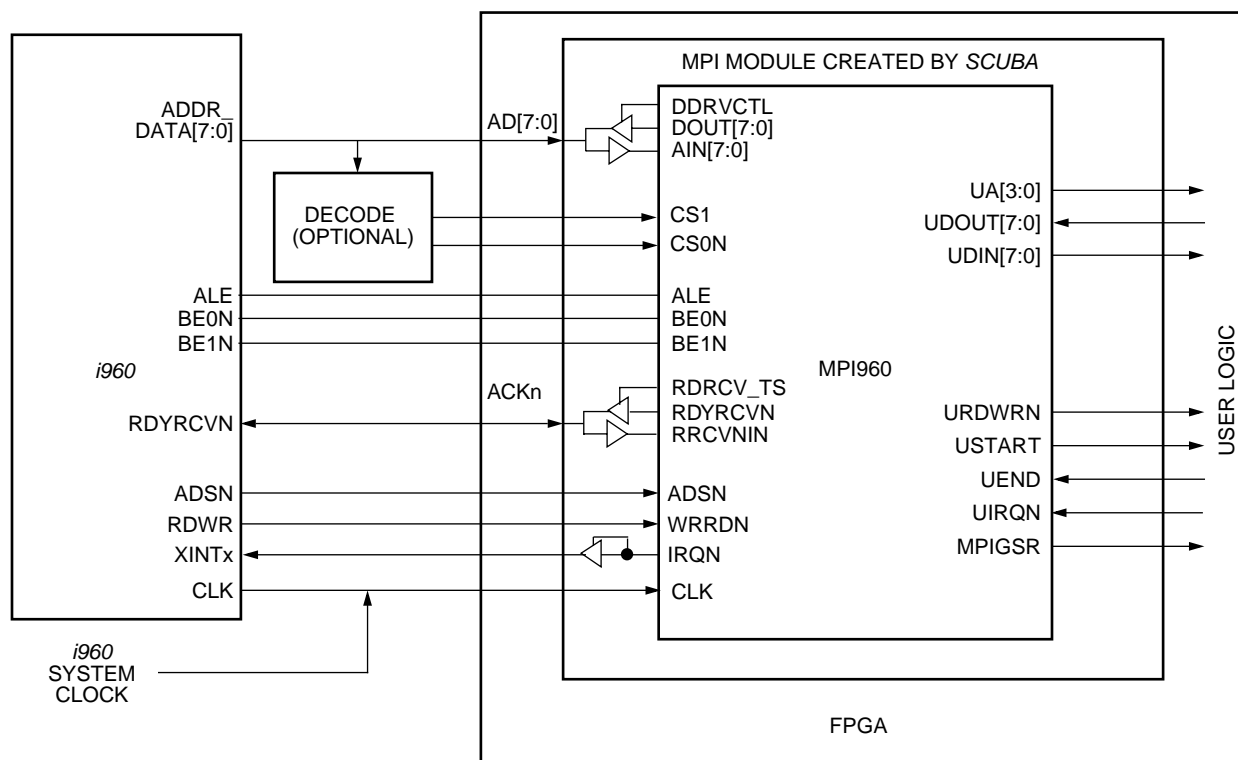 MPI MODULE CREATED BY SCUBA
ADDR_
DATA[7:0]
AD[7:0]
DDRVCTL
DOUT[7:0]
AIN[7:0]
DECODE
(OPTIONAL)
CS1
CS0N
UA[3:0]
UDOUT[7:0]
UDIN[7:0]
ALE
BE0N
BE1N
ALE
BE0N
BE1N
i960
MPI960
USER LOGIC
RDYRCVN
ACKn
RDRCV_TS
RDYRCVN
RRCVNIN
URDWRN
USTART
UEND
UIRQN
MPIGSR
ADSN
RDWR
XINTx
CLK
ADSN
WRRDN
IRQN
CLK
i960
SYSTEM
CLOCK
FPGA